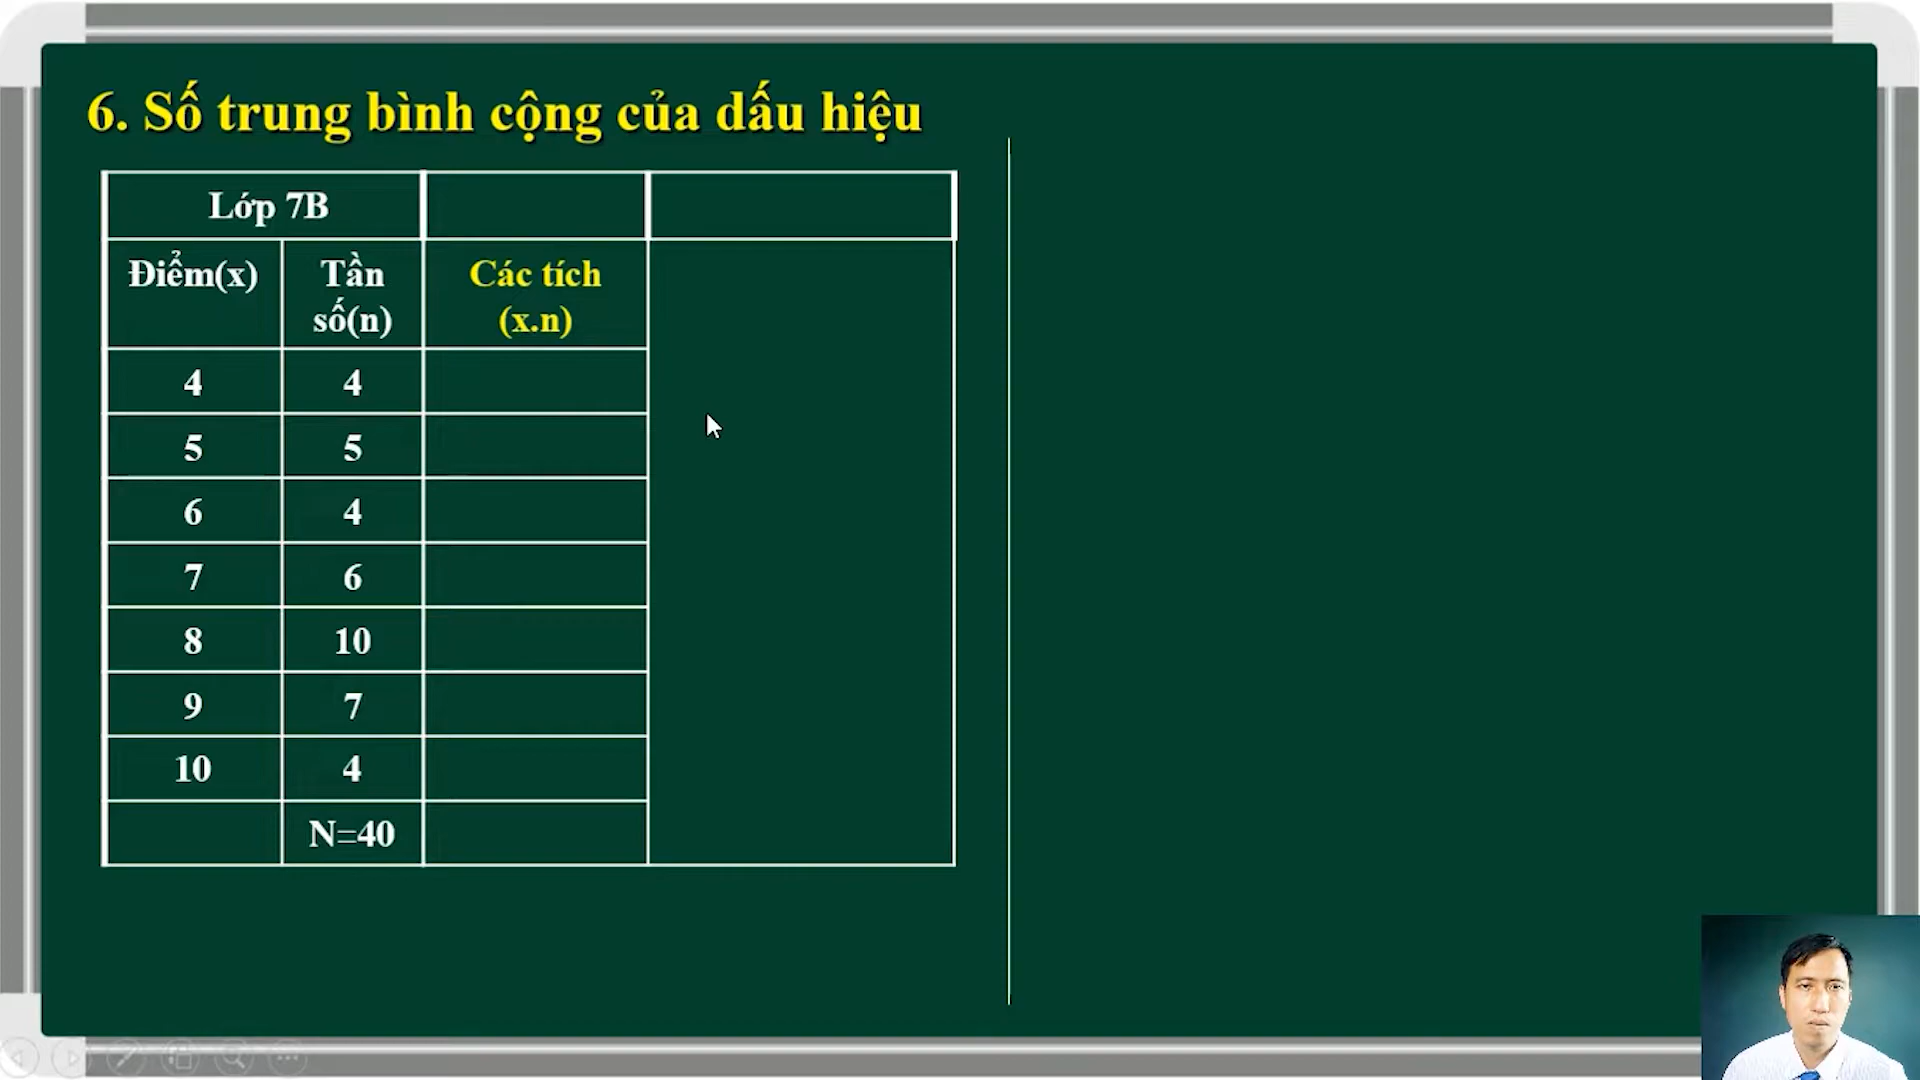 6. Số trung bình cộng của dấu hiệu
Lớp 7B
Điểm(x) Tần số(n) Các tích (x.n)
4 4
5 5
6 4
7 6
8 10
9 7
10 4
N=40